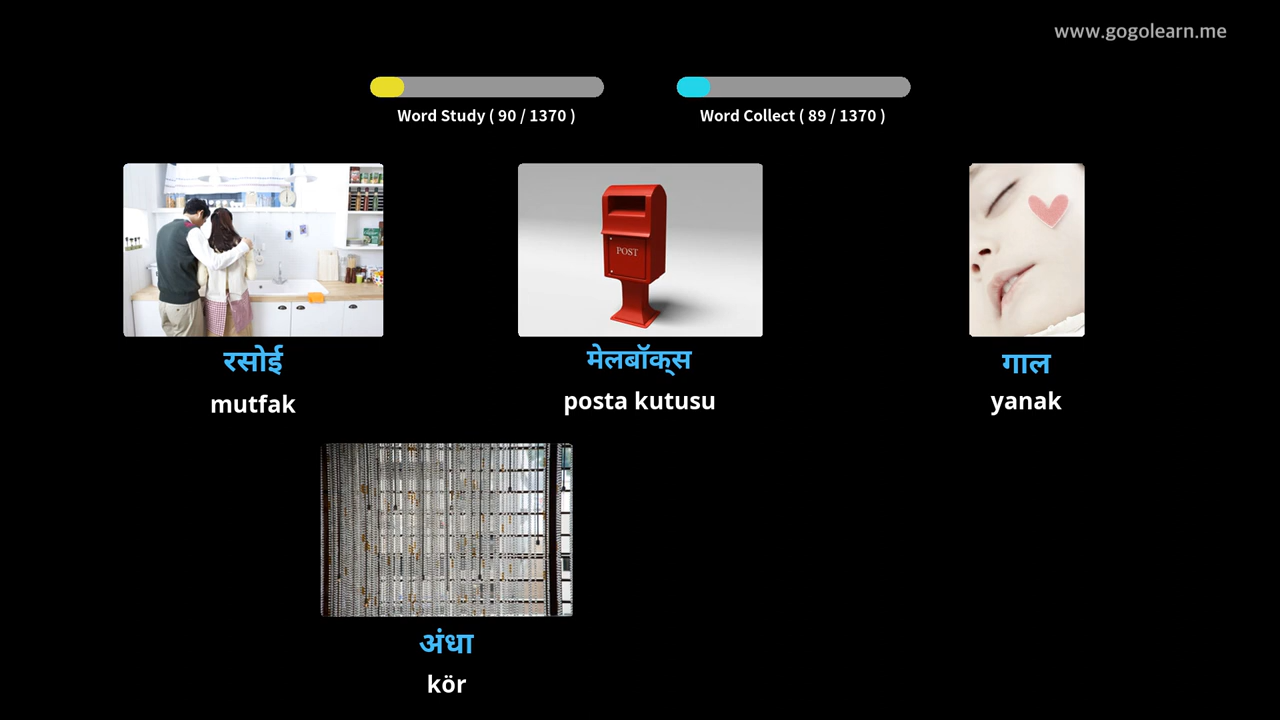 www.gogolearn.me
Word Study ( 90 / 1370 )
Word Collect ( 89 / 1370 )
POST
रसोई
मेलबॉक्स
गाल
mutfak
posta kutusu
yanak
अंधा
kör